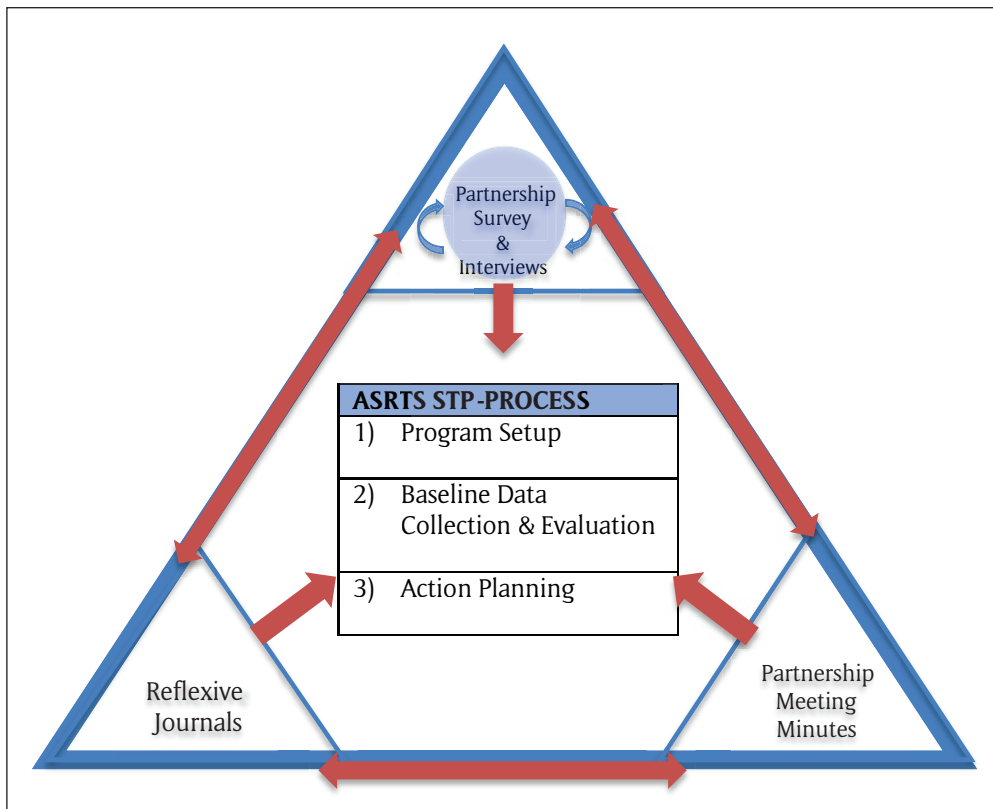 Partnership
Survey
&
Interviews
ASRTS STP-PROCESS
1) Program Setup
2) Baseline Data
Collection & Evaluation
3) Action Planning
Reflexive
Journals
Partnership
Meeting
Minutes